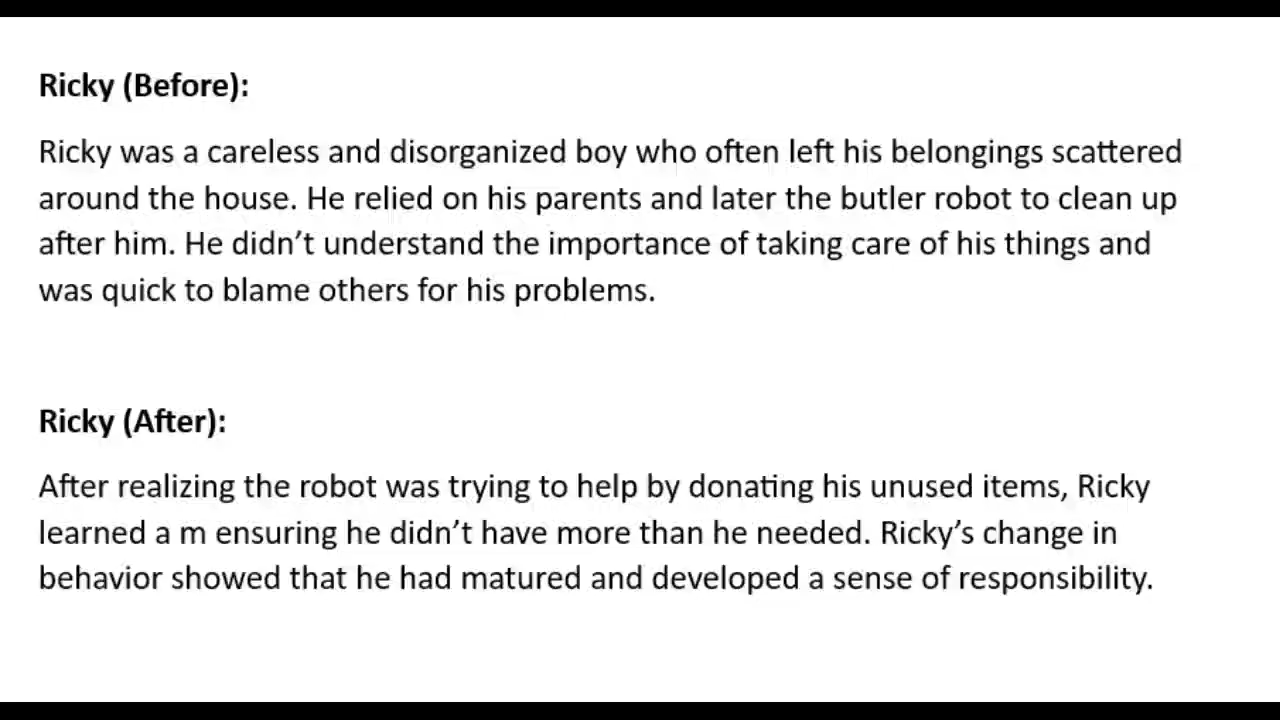 Ricky (Before):
Ricky was a careless and disorganized boy who often left his belongings scattered
around the house. He relied on his parents and later the butler robot to clean up
after him. He didn’t understand the importance of taking care of his things and
was quick to blame others for his problems.
Ricky (After):
After realizing the robot was trying to help by donating his unused items, Ricky
learned a m ensuring he didn’t have more than he needed. Ricky’s change in
behavior showed that he had matured and developed a sense of responsibility.